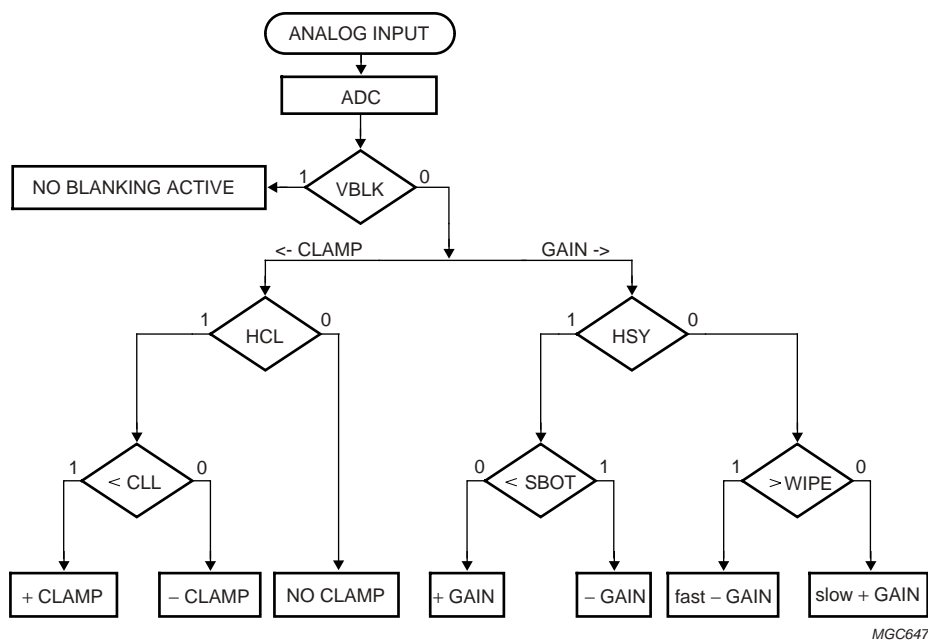 ANALOG INPUT
ADC
1 VBLK 0
NO BLANKING ACTIVE
<- CLAMP GAIN ->
1 HCL 0
1 HSY 0
1 < CLL 0
0 < SBOT 1
1 > WIPE 0
+ CLAMP
− CLAMP
NO CLAMP
+ GAIN
− GAIN
fast − GAIN
slow + GAIN
MGC647